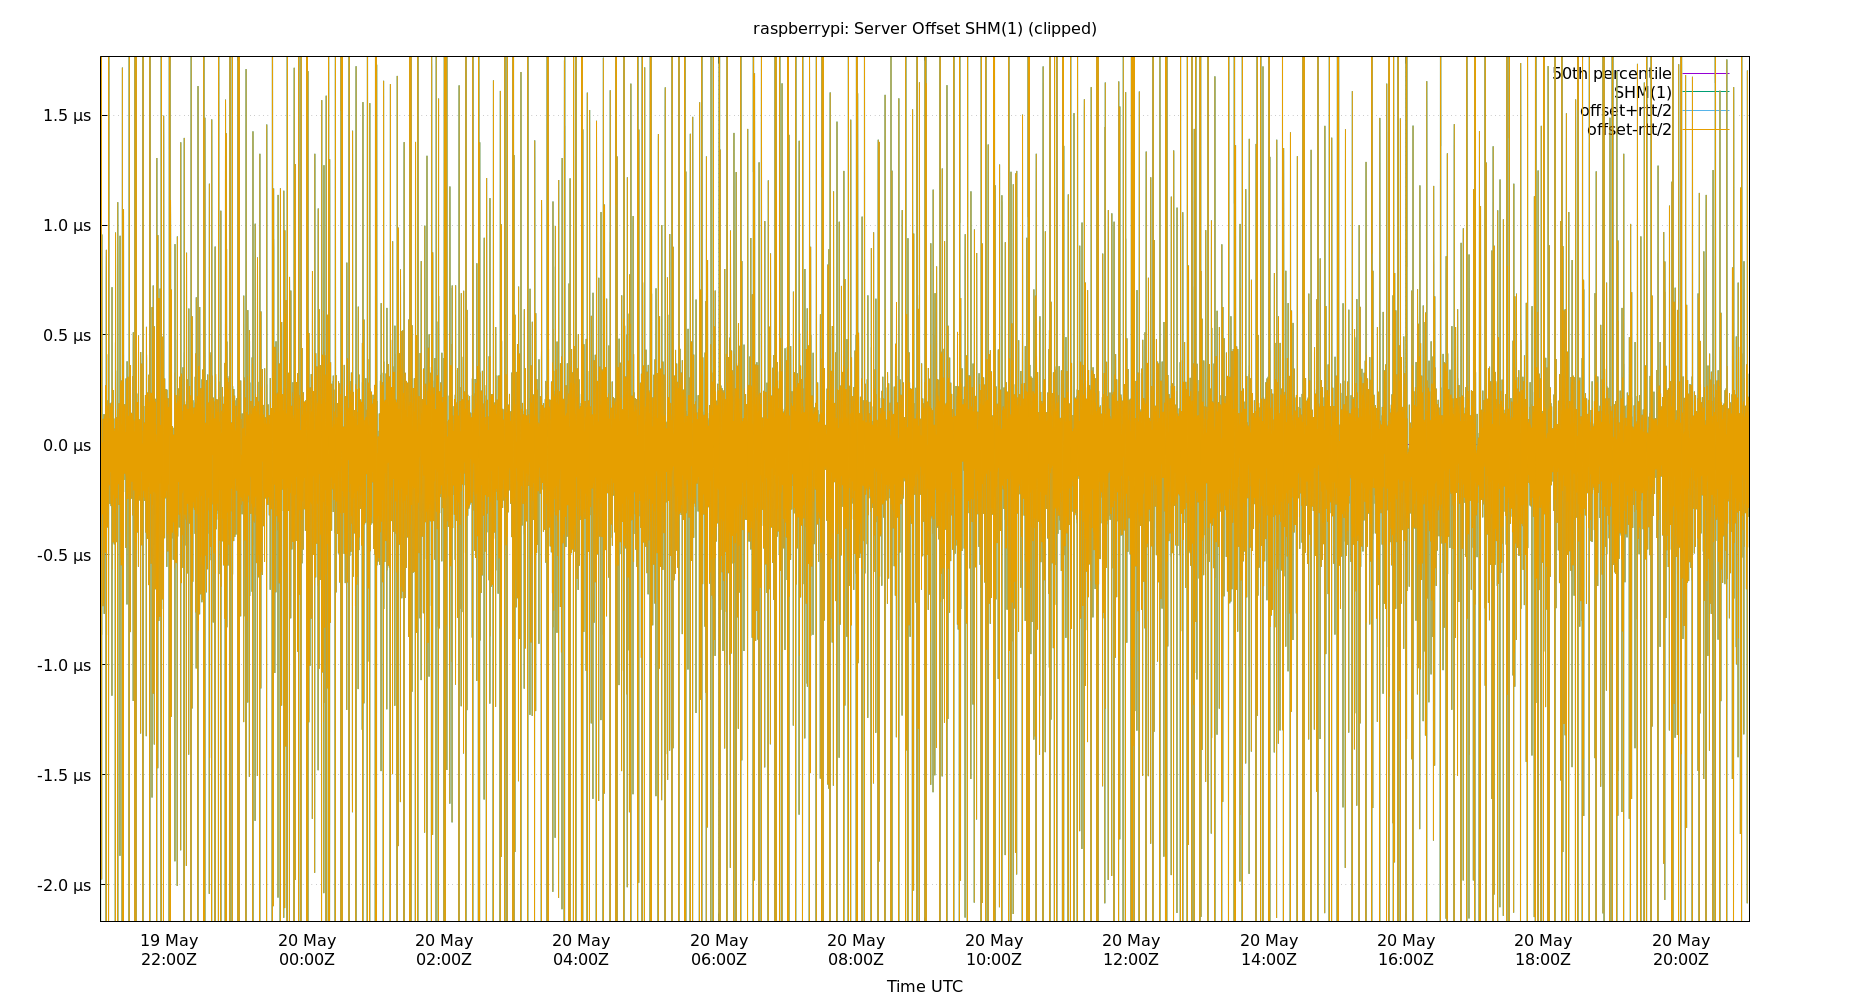 raspberrypi: Server Offset SHM(1) (clipped)
50th percentile
SHM(1)
offset+rtt/2
offset-rtt/2
1.5 µs
1.0 µs
0.5 µs
0.0 µs
-0.5 µs
-1.0 µs
-1.5 µs
-2.0 µs
19 May 20 May 20 May 20 May 20 May 20 May 20 May 20 May 20 May 20 May 20 May 20 May
22:00Z 00:00Z 02:00Z 04:00Z 06:00Z 08:00Z 10:00Z 12:00Z 14:00Z 16:00Z 18:00Z 20:00Z
Time UTC